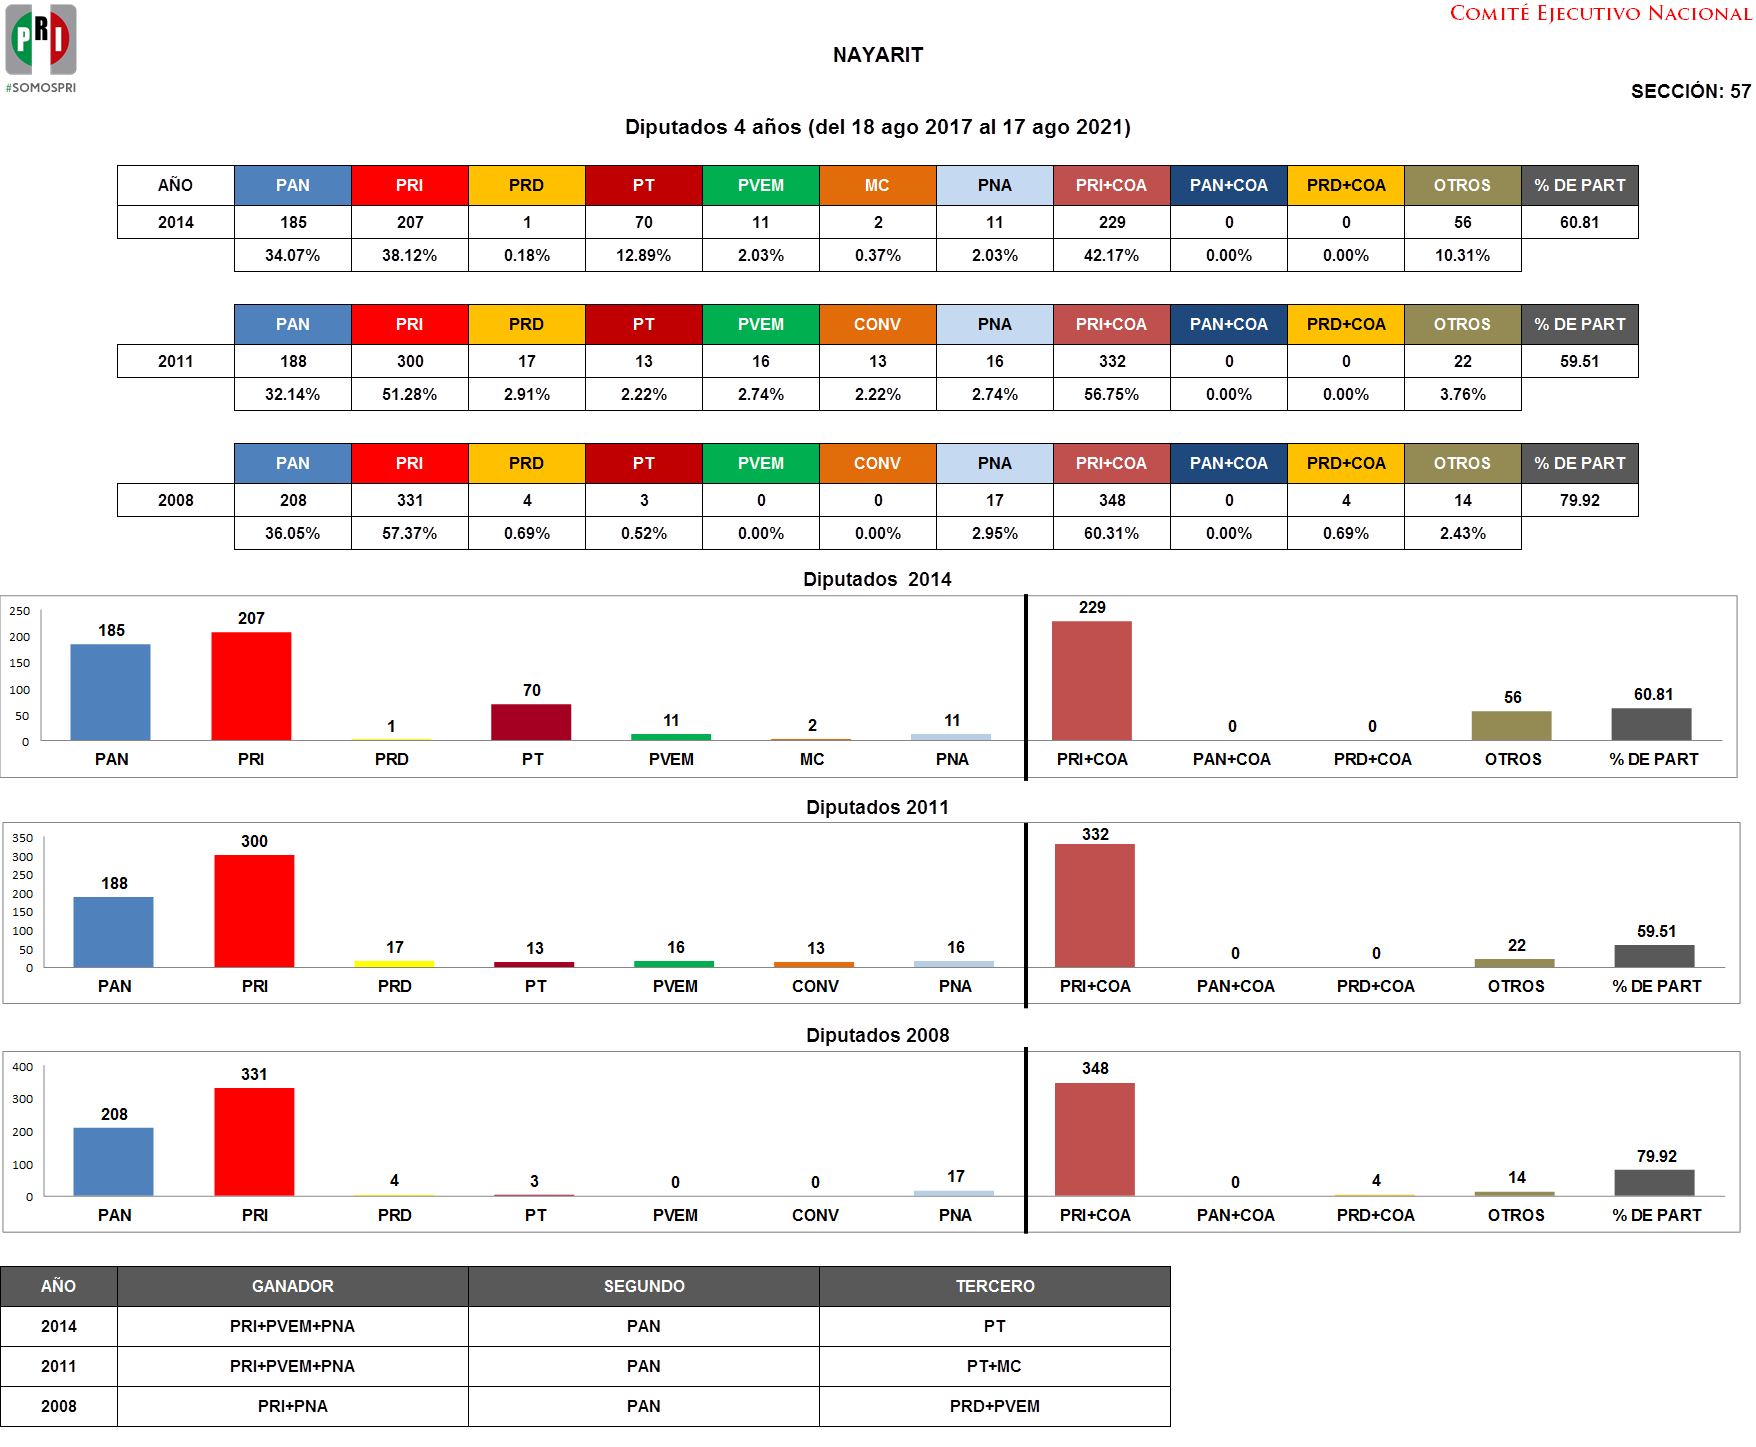 PRI
#SOMOSPRI
COMITÉ EJECUTIVO NACIONAL
NAYARIT
SECCIÓN: 57
Diputados 4 años (del 18 ago 2017 al 17 ago 2021)
AÑO PAN PRI PRD PT PVEM MC PNA PRI+COA PAN+COA PRD+COA OTROS % DE PART
2014 185 207 1 70 11 2 11 229 0 0 56 60.81
34.07% 38.12% 0.18% 12.89% 2.03% 0.37% 2.03% 42.17% 0.00% 0.00% 10.31%
PAN PRI PRD PT PVEM CONV PNA PRI+COA PAN+COA PRD+COA OTROS % DE PART
2011 188 300 17 13 16 13 16 332 0 0 22 59.51
32.14% 51.28% 2.91% 2.22% 2.74% 2.22% 2.74% 56.75% 0.00% 0.00% 3.76%
PAN PRI PRD PT PVEM CONV PNA PRI+COA PAN+COA PRD+COA OTROS % DE PART
2008 208 331 4 3 0 0 17 348 0 4 14 79.92
36.05% 57.37% 0.69% 0.52% 0.00% 0.00% 2.95% 60.31% 0.00% 0.69% 2.43%
Diputados 2014
250
200
150
100
50
0
185 207 1 70 11 2 11 229 0 0 56 60.81
PAN PRI PRD PT PVEM MC PNA PRI+COA PAN+COA PRD+COA OTROS % DE PART
Diputados 2011
350
300
250
200
150
100
50
0
188 300 17 13 16 13 16 332 0 0 22 59.51
PAN PRI PRD PT PVEM CONV PNA PRI+COA PAN+COA PRD+COA OTROS % DE PART
Diputados 2008
400
300
200
100
0
208 331 4 3 0 0 17 348 0 4 14 79.92
PAN PRI PRD PT PVEM CONV PNA PRI+COA PAN+COA PRD+COA OTROS % DE PART
AÑO GANADOR SEGUNDO TERCERO
2014 PRI+PVEM+PNA PAN PT
2011 PRI+PVEM+PNA PAN PT+MC
2008 PRI+PNA PAN PRD+PVEM